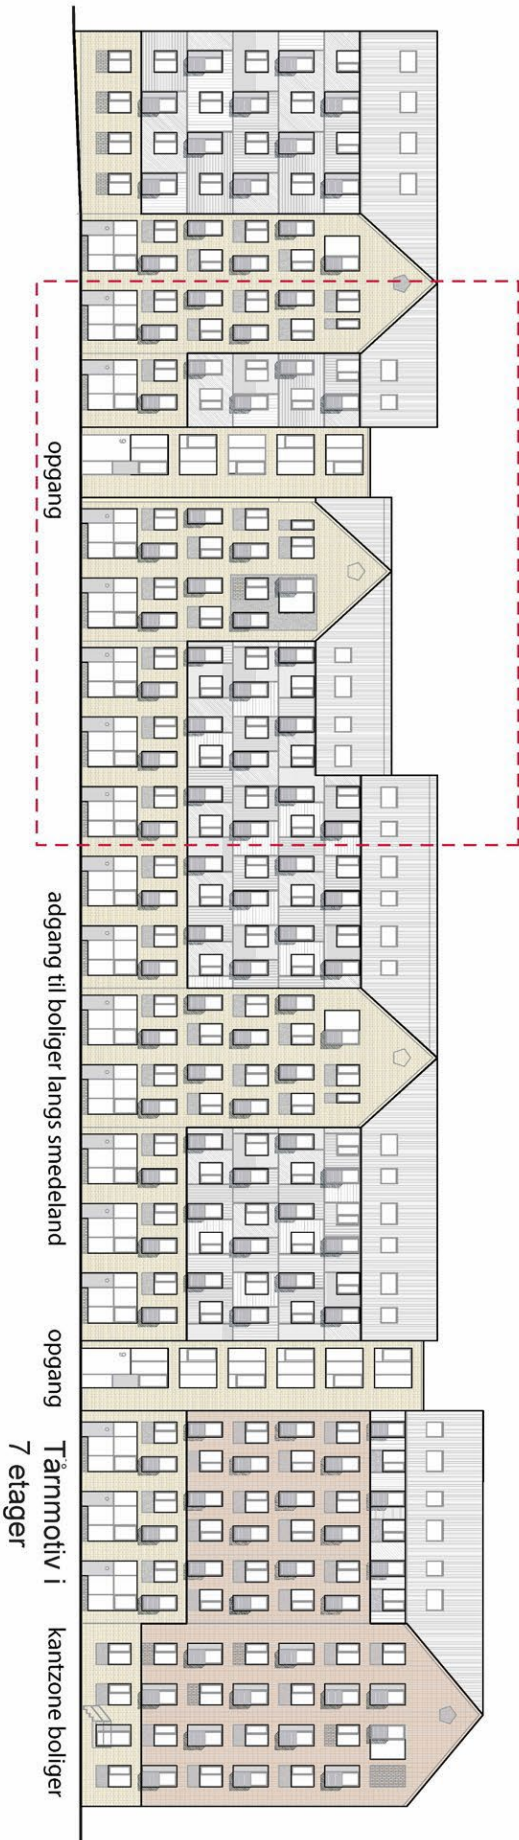 opgang
adgang til boliger langs smedeland
opgang
Tårnmotiv i
7 etager
kantzone boliger